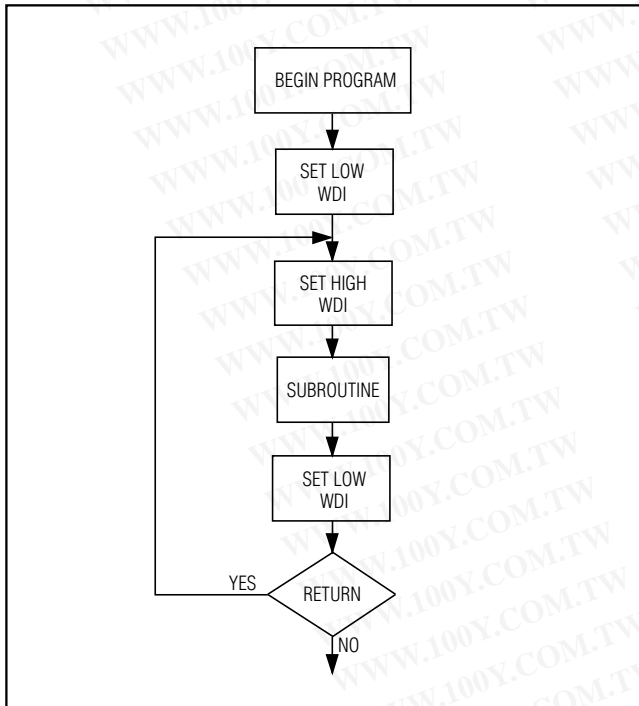 BEGIN PROGRAM
SET LOW
WDI
SET HIGH
WDI
SUBROUTINE
SET LOW
WDI
YES
RETURN
NO
WWW.100Y.COM.TW